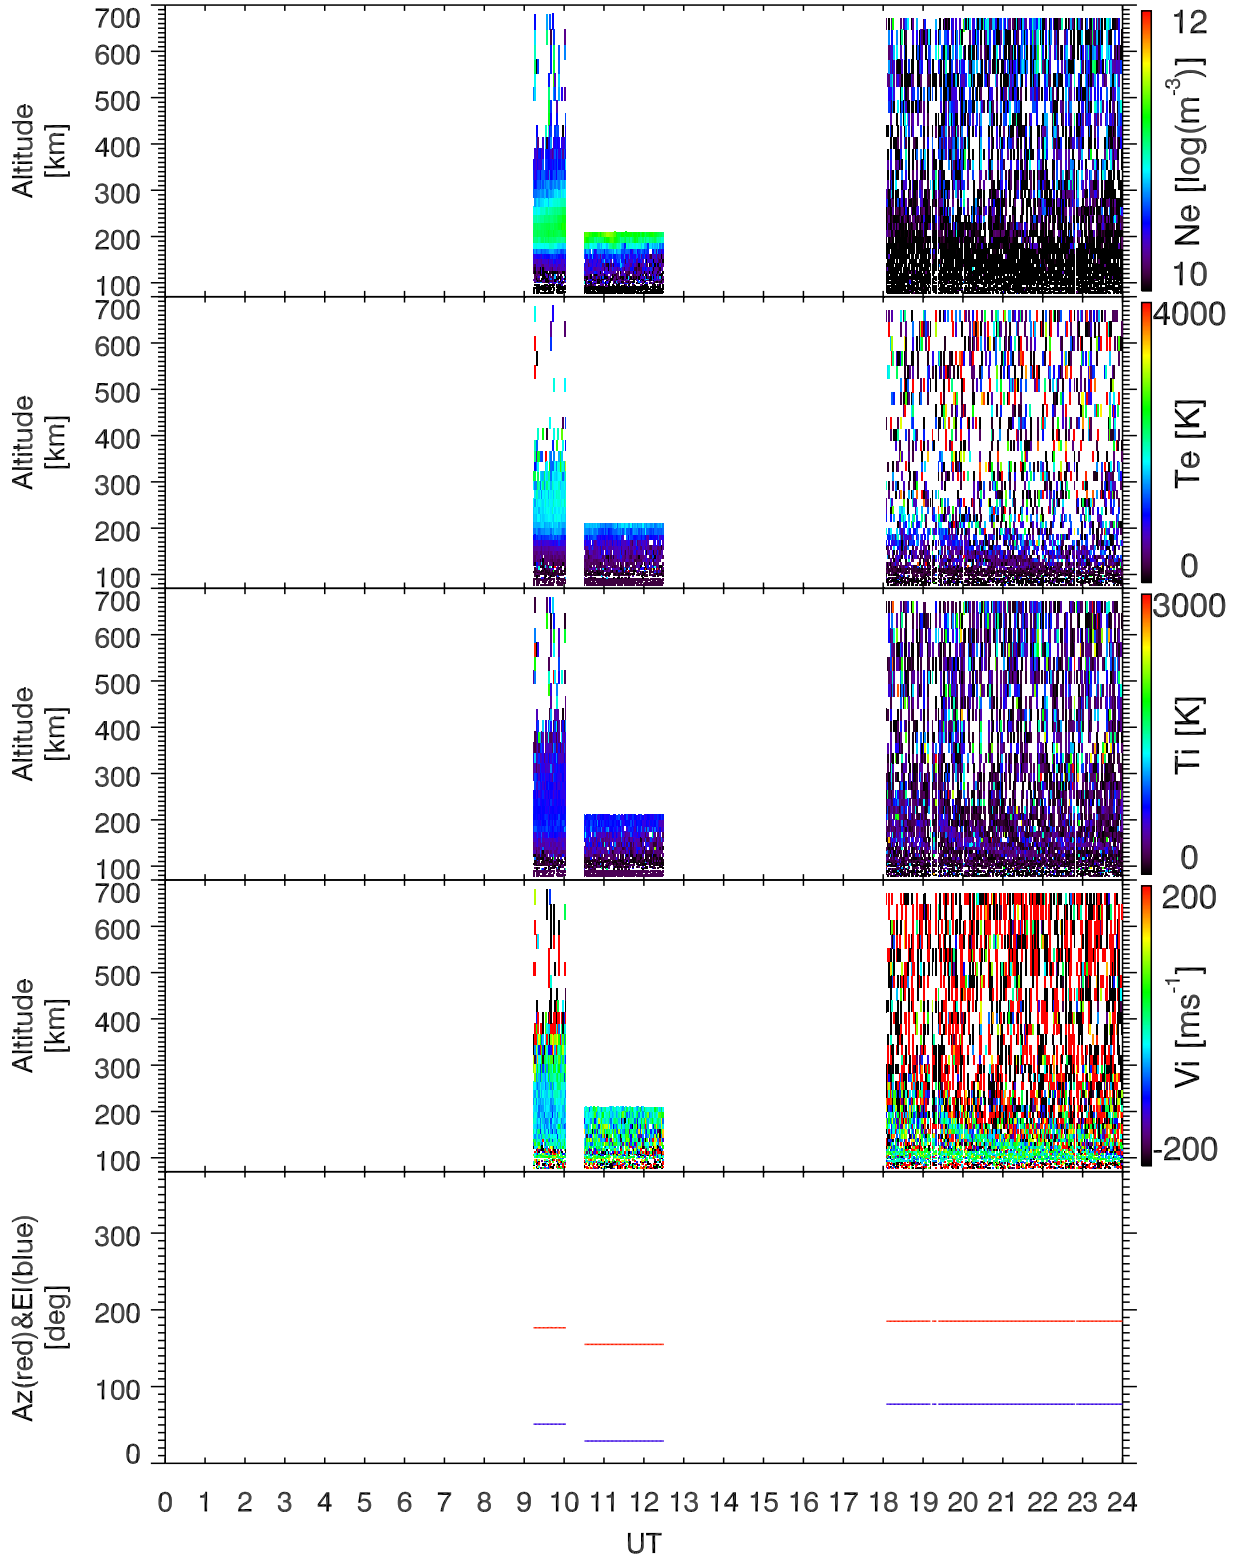 700
600
500
400
300
200
100
Altitude
[km]
12
10
Ne [log(m⁻³)]
700
600
500
400
300
200
100
Altitude
[km]
4000
0
Te [K]
700
600
500
400
300
200
100
Altitude
[km]
3000
0
Ti [K]
700
600
500
400
300
200
100
Altitude
[km]
200
-200
Vi [ms⁻¹]
300
200
100
0
Az(red)&El(blue)
[deg]
0 1 2 3 4 5 6 7 8 9 10 11 12 13 14 15 16 17 18 19 20 21 22 23 24
UT